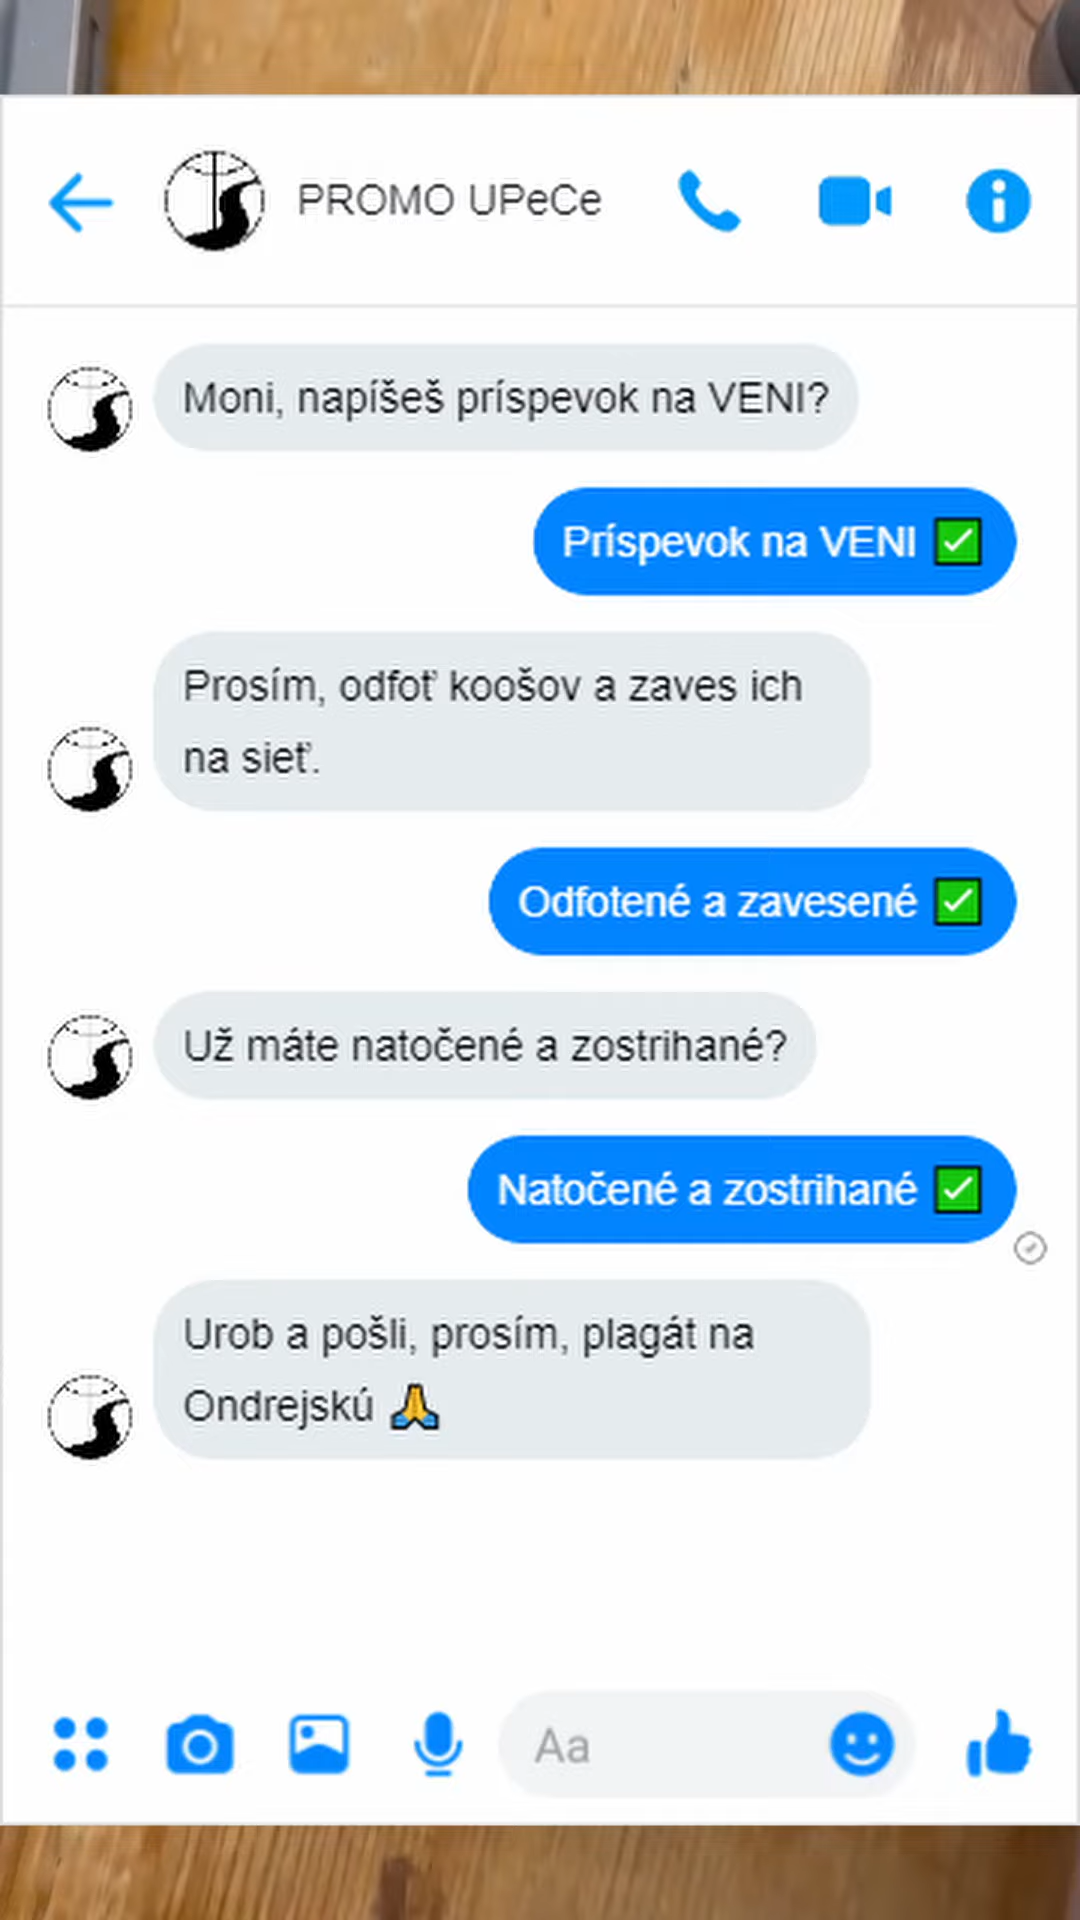 PROMO UPeCe
Moni, napíšeš príspevok na VENI?
Príspevok na VENI ✅
Prosím, odfoť koošov a zaves ich
na sieť.
Odfotené a zavesené ✅
Už máte natočené a zostrihané?
Natočené a zostrihané ✅
Urob a pošli, prosím, plagát na
Ondrejskú 🙏
Aa